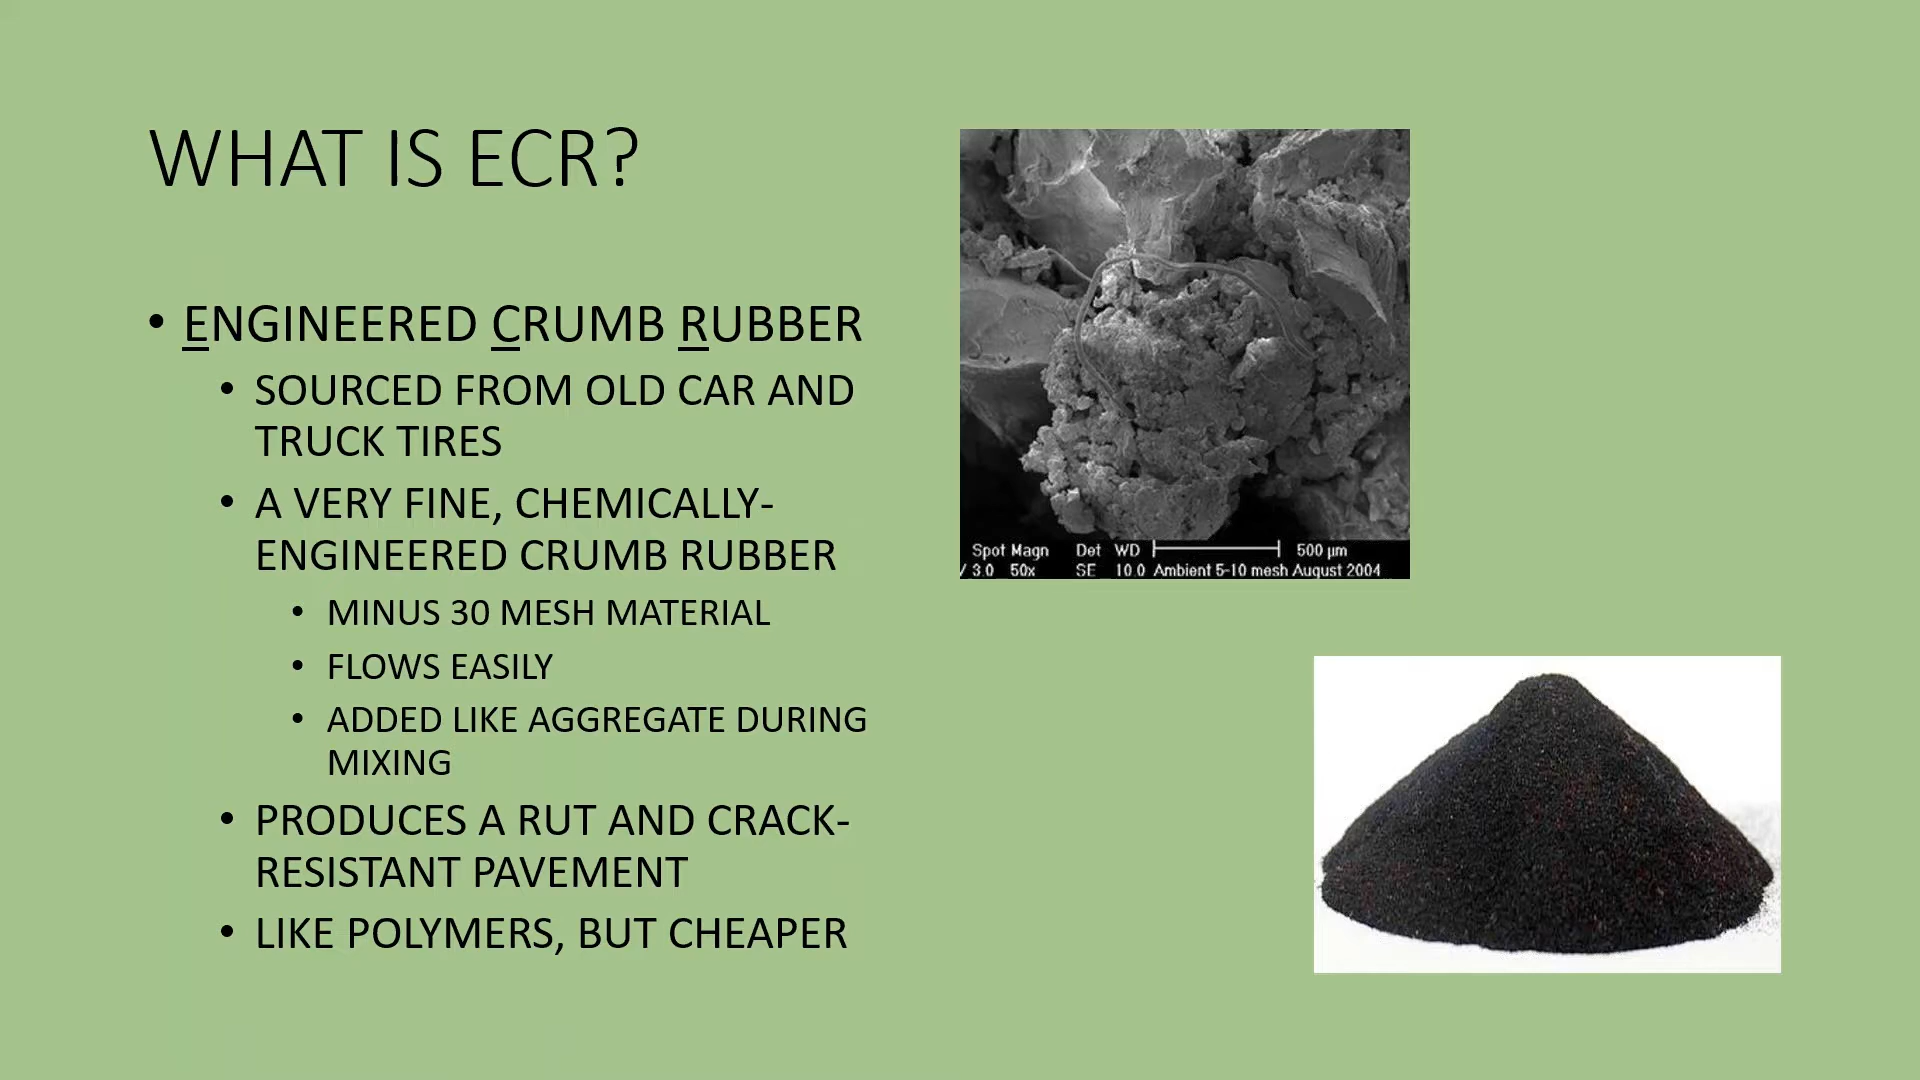 WHAT IS ECR?
• ENGINEERED CRUMB RUBBER
• SOURCED FROM OLD CAR AND
TRUCK TIRES
• A VERY FINE, CHEMICALLY-
ENGINEERED CRUMB RUBBER
• MINUS 30 MESH MATERIAL
• FLOWS EASILY
• ADDED LIKE AGGREGATE DURING
MIXING
• PRODUCES A RUT AND CRACK-
RESISTANT PAVEMENT
• LIKE POLYMERS, BUT CHEAPER
Spot Magn Det WD 500 µm
/ 3.0 50x SE 10.0 Ambient 5-10 mesh August 2004